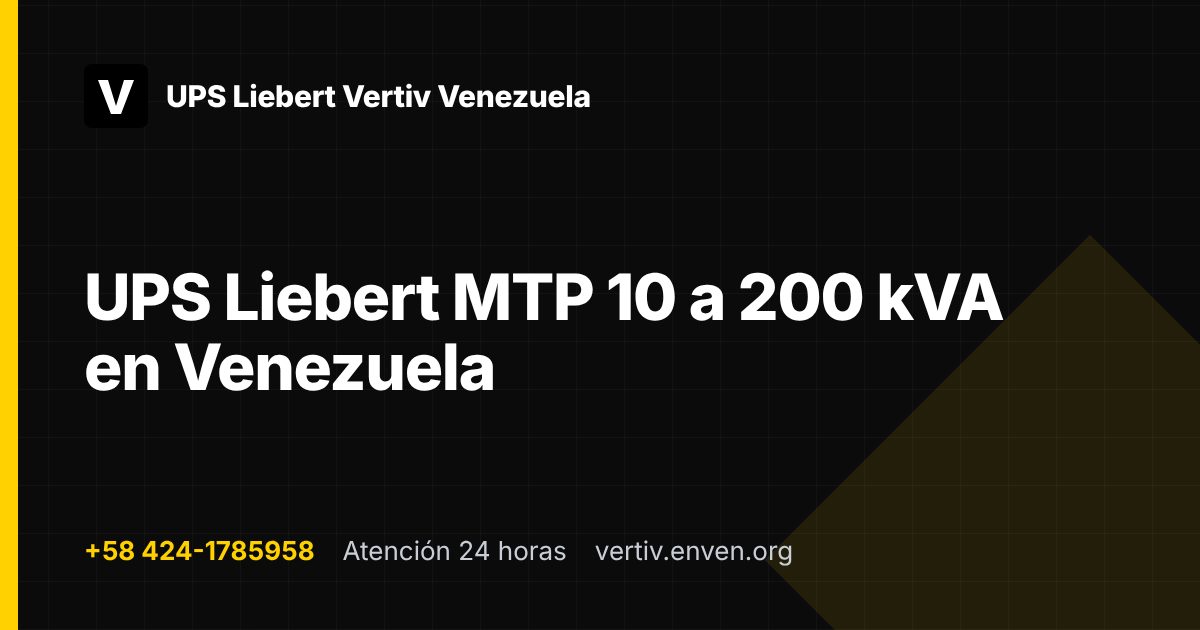 V
UPS Liebert Vertiv Venezuela
UPS Liebert MTP 10 a 200 kVA
en Venezuela
+58 424-1785958 Atención 24 horas vertiv.enven.org